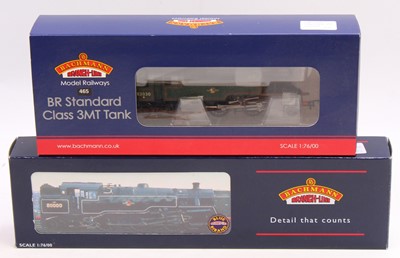 BACHMANN
BRANCH-LINE
Model Railways
465
BR Standard
Class 3MT Tank
www.bachmann.co.uk
SCALE 1:76/00
BACHMANN
BRANCH-LINE
Detail that counts
SCALE 1:76/00